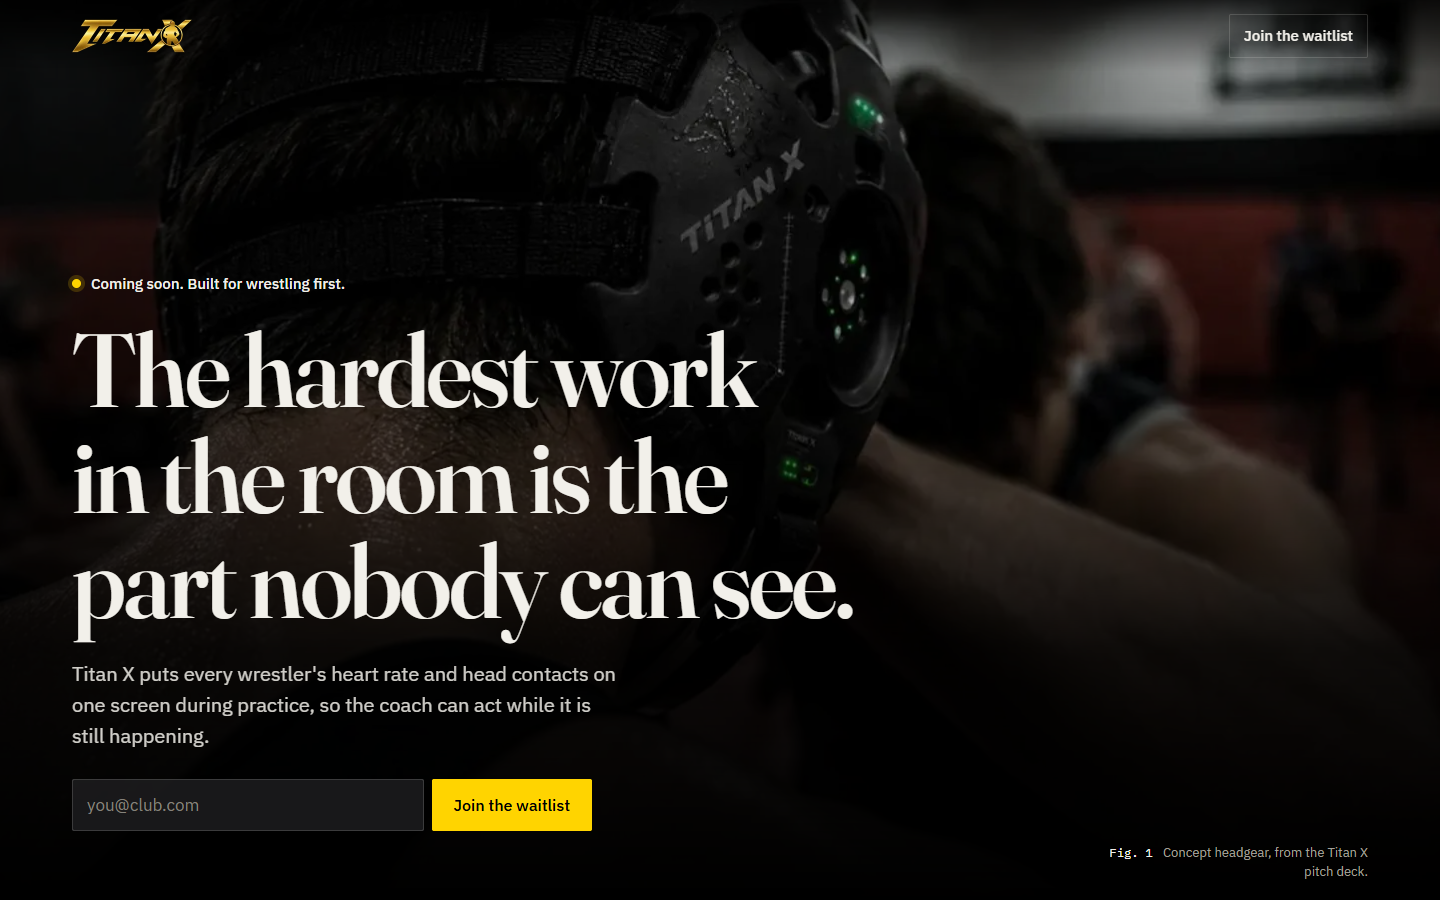 TITANX
Join the waitlist
TITAN X
Coming soon. Built for wrestling first.
The hardest work
in the room is the
part nobody can see.
TITAN X
Titan X puts every wrestler's heart rate and head contacts on
one screen during practice, so the coach can act while it is
still happening.
you@club.com
Join the waitlist
Fig. 1 Concept headgear, from the Titan X
pitch deck.